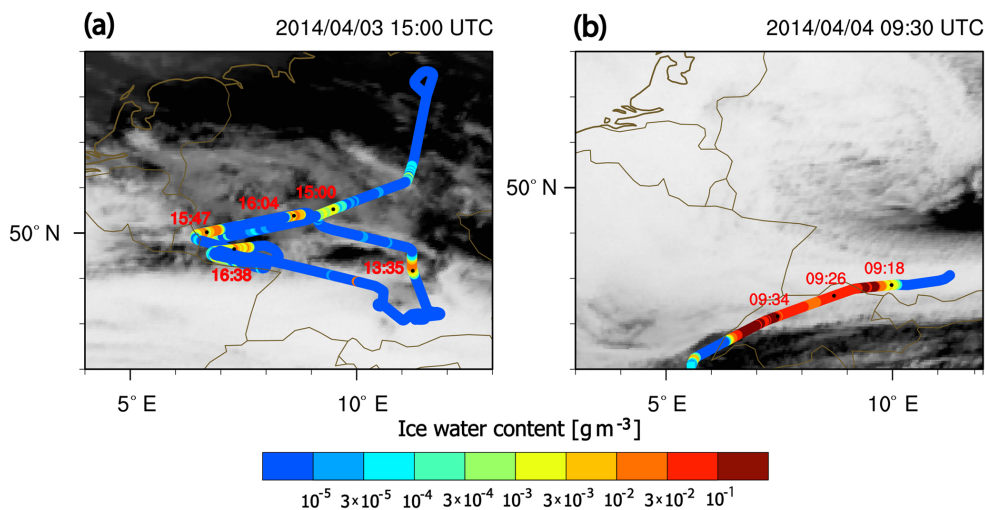 (a) 2014/04/03 15:00 UTC
(b) 2014/04/04 09:30 UTC
15:00
16:04
15:47
50° N
16:38
13:35
5° E 10° E
50° N
09:18
09:26
09:34
5° E 10° E
Ice water content [g m⁻³]
10⁻⁵ 3×10⁻⁵ 10⁻⁴ 3×10⁻⁴ 10⁻³ 3×10⁻³ 10⁻² 3×10⁻² 10⁻¹